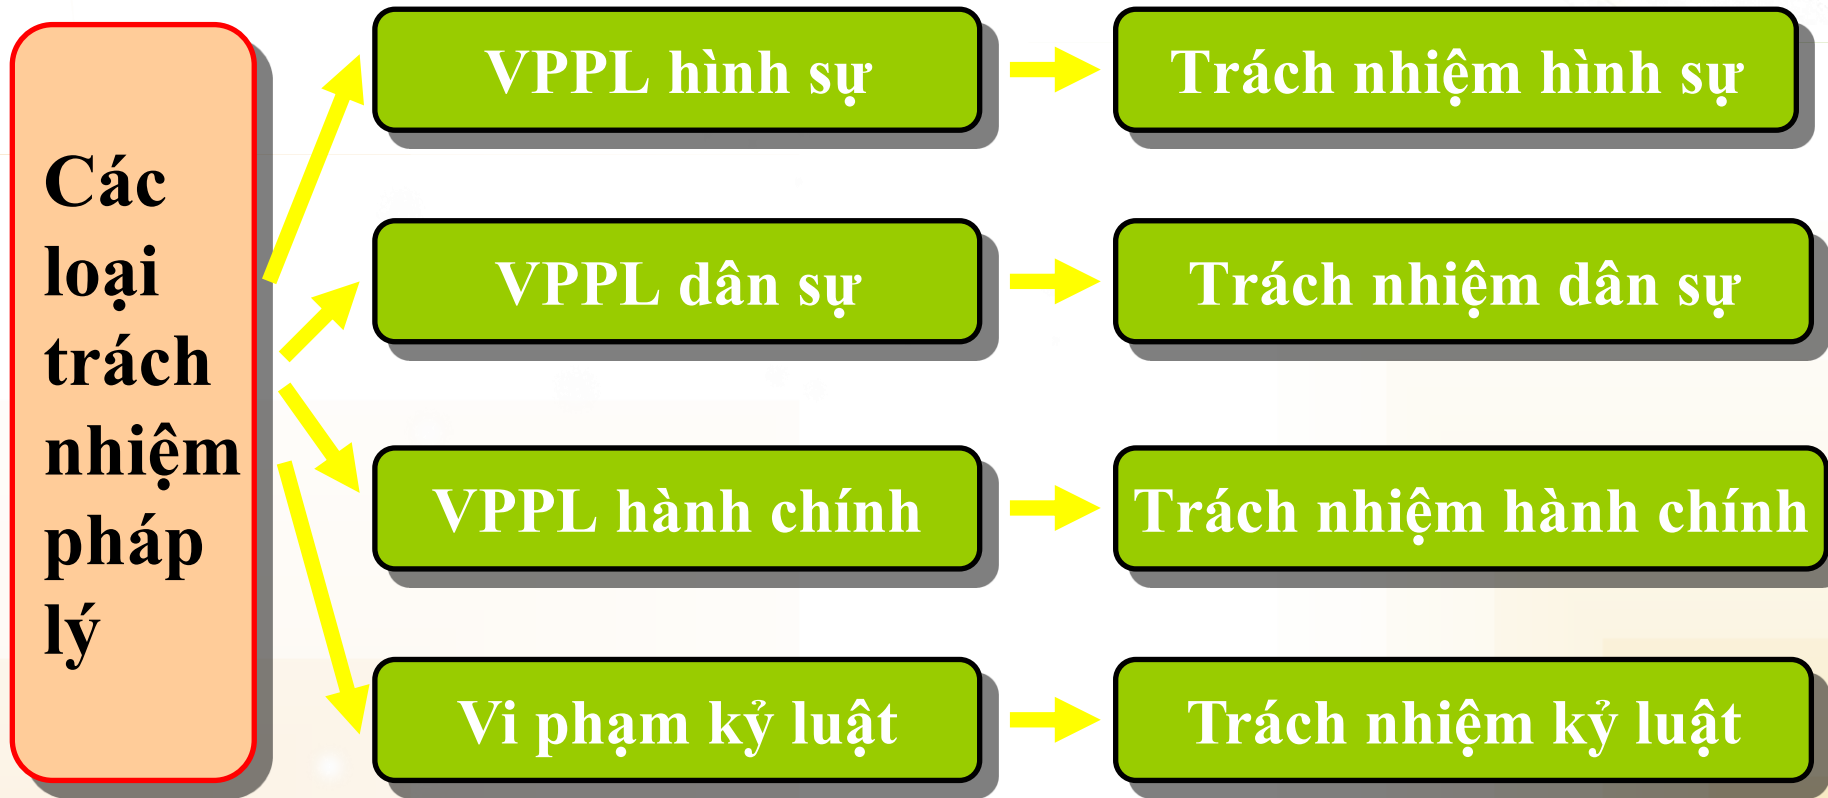 Các
loại
trách
nhiệm
pháp
lý
VPPL hình sự
Trách nhiệm hình sự
VPPL dân sự
Trách nhiệm dân sự
VPPL hành chính
Trách nhiệm hành chính
Vi phạm kỷ luật
Trách nhiệm kỷ luật